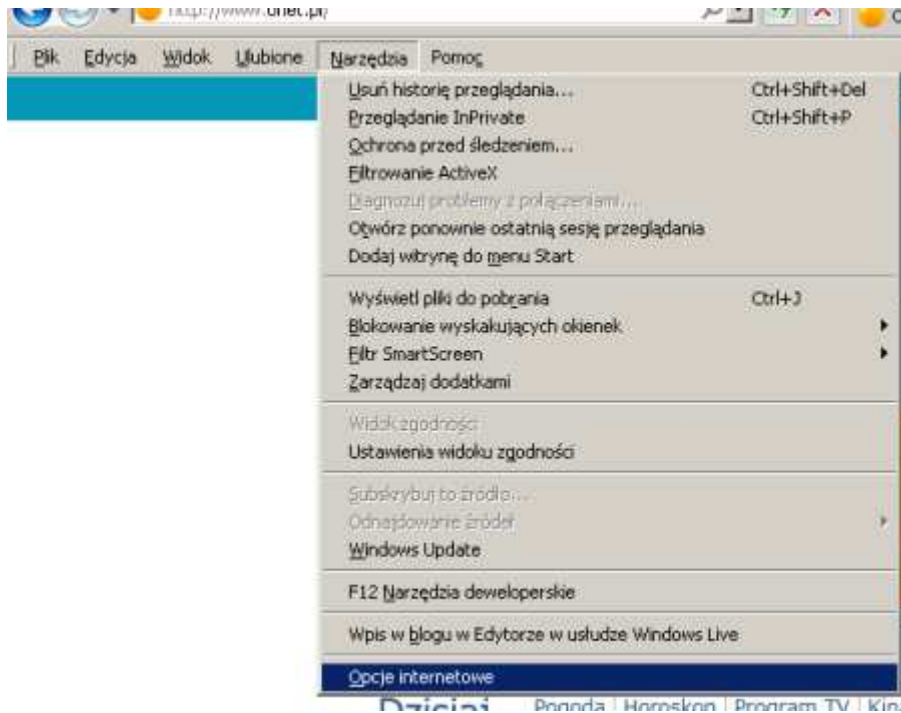 http://www.onet.pl/
Plik Edycja Widok Ulubione Narzędzia Pomoc
Usuń historię przeglądania... Ctrl+Shift+Del
Przeglądanie InPrivate Ctrl+Shift+P
Ochrona przed śledzeniem...
Filtrowanie ActiveX
Diagnozuj problemy z połączeniami...
Otwórz ponownie ostatnią sesję przeglądania
Dodaj witrynę do menu Start
Wyświetl pliki do pobrania Ctrl+J
Blokowanie wyskakujących okienek
Filtr SmartScreen
Zarządzaj dodatkami
Widok zgodności
Ustawienia widoku zgodności
Subskrybuj to źródło...
Odnajdowanie źródeł
Windows Update
F12 Narzędzia deweloperskie
Wpis w blogu w Edytorze w usłudze Windows Live
Opcje internetowe
Dzisiaj Pogoda Horoskop Program TV